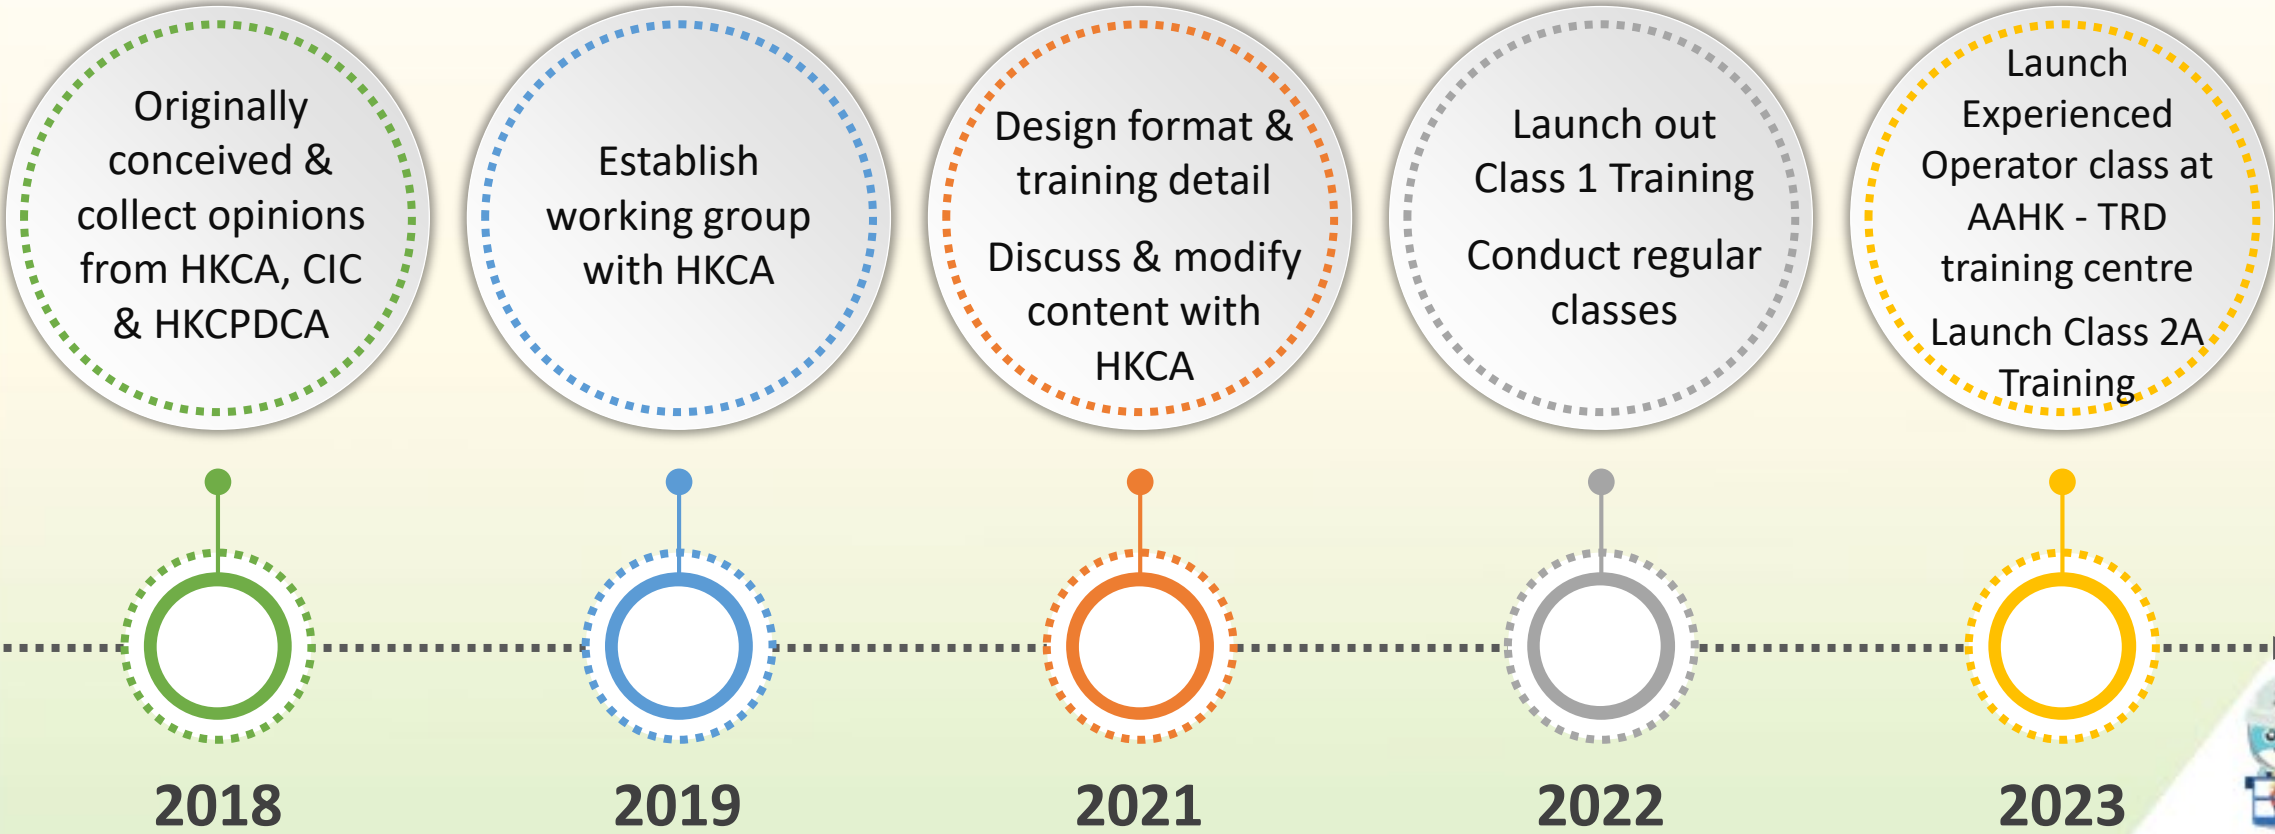 Originally
conceived &
collect opinions
from HKCA, CIC
& HKCPDCA
Establish
working group
with HKCA
Design format &
training detail
Discuss & modify
content with
HKCA
Launch out
Class 1 Training
Conduct regular
classes
Launch
Experienced
Operator class at
AAHK - TRD
training centre
Launch Class 2A
Training
2018
2019
2021
2022
2023